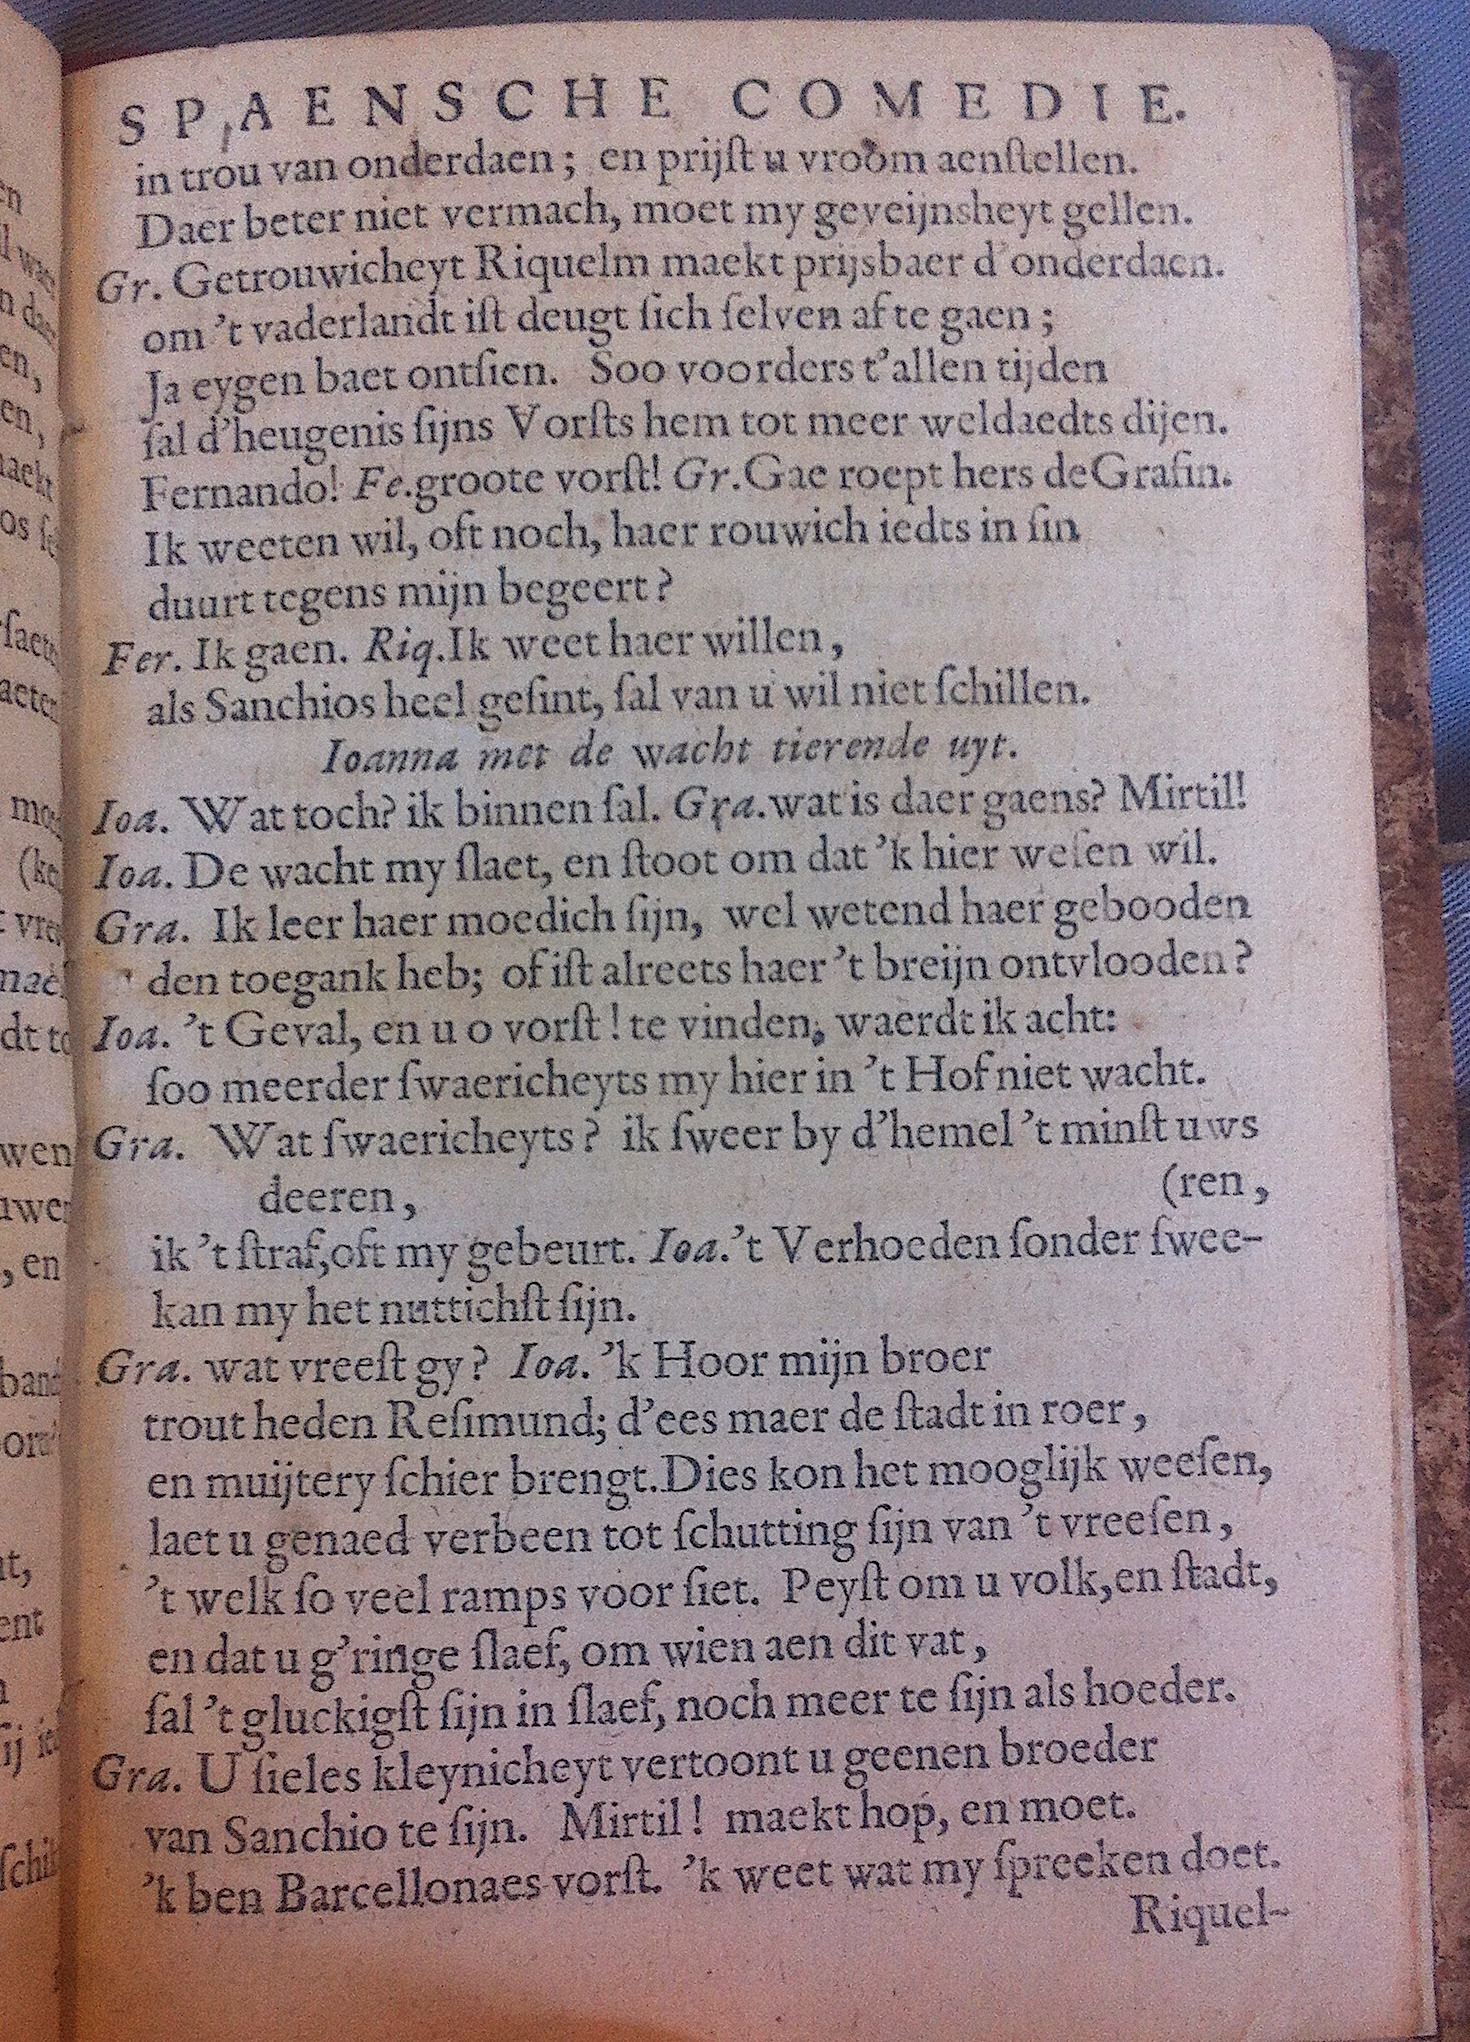 SPAENSCHE COMEDIE.
in trou van onderdaen; en prijſt u vroom aenſtellen.
Daer beter niet vermach, moet my geveijnsheyt gellen.
Gr. Getrouwicheyt Riquelm maekt prijsbaer d'onderdaen.
om 't vaderlandt iſt deugt ſich ſelven af te gaen;
Ja eygen baet ontſien. Soo voorders t'allen tijden
ſal d'heugenis ſijns Vorſts hem tot meer weldaedts dijen.
Fernando! Fe. groote vorſt! Gr. Gae roept hers de Graſin.
Ik weeten wil, oft noch, haer rouwich iedts in ſin
duurt tegens mijn begeert?
Fer. Ik gaen. Riq. Ik weet haer willen,
als Sanchios heel geſint, ſal van u wil niet ſchillen.
Ioanna met de wacht tierende uyt.
Ioa. Wat toch? ik binnen ſal. Gra. wat is daer gaens? Mirtil!
Ioa. De wacht my ſlaet, en ſtoot om dat 'k hier weſen wil.
Gra. Ik leer haer moedich ſijn, wel wetend haer gebooden
den toegank heb; of iſt alreets haer 't breijn ontvlooden?
Ioa. 't Geval, en u o vorſt! te vinden, waerdt ik acht:
ſoo meerder ſwaericheyts my hier in 't Hof niet wacht.
Gra. Wat ſwaericheyts? ik ſweer by d'hemel 't minſt uws
deeren, (ren,
ik 't ſtraf, oft my gebeurt. Ioa. 't Verhoeden ſonder ſwee-
kan my het nuttichſt ſijn.
Gra. wat vreeſt gy? Ioa. 'k Hoor mijn broer
trout heden Reſimund; d'ees maer de ſtadt in roer,
en muijtery ſchier brengt. Dies kon het mooglijk weeſen,
laet u genaed verbeen tot ſchutting ſijn van 't vreeſen,
't welk ſo veel ramps voor ſiet. Peyſt om u volk, en ſtadt,
en dat u g'ringe ſlaef, om wien aen dit vat,
ſal 't gluckigſt ſijn in ſlaef, noch meer te ſijn als hoeder.
Gra. U ſieles kleynicheyt vertoont u geenen broeder
van Sanchio te ſijn. Mirtil! maekt hop, en moet.
'k ben Barcellonaes vorſt. 'k weet wat my ſpreeken doet.
Riquel-